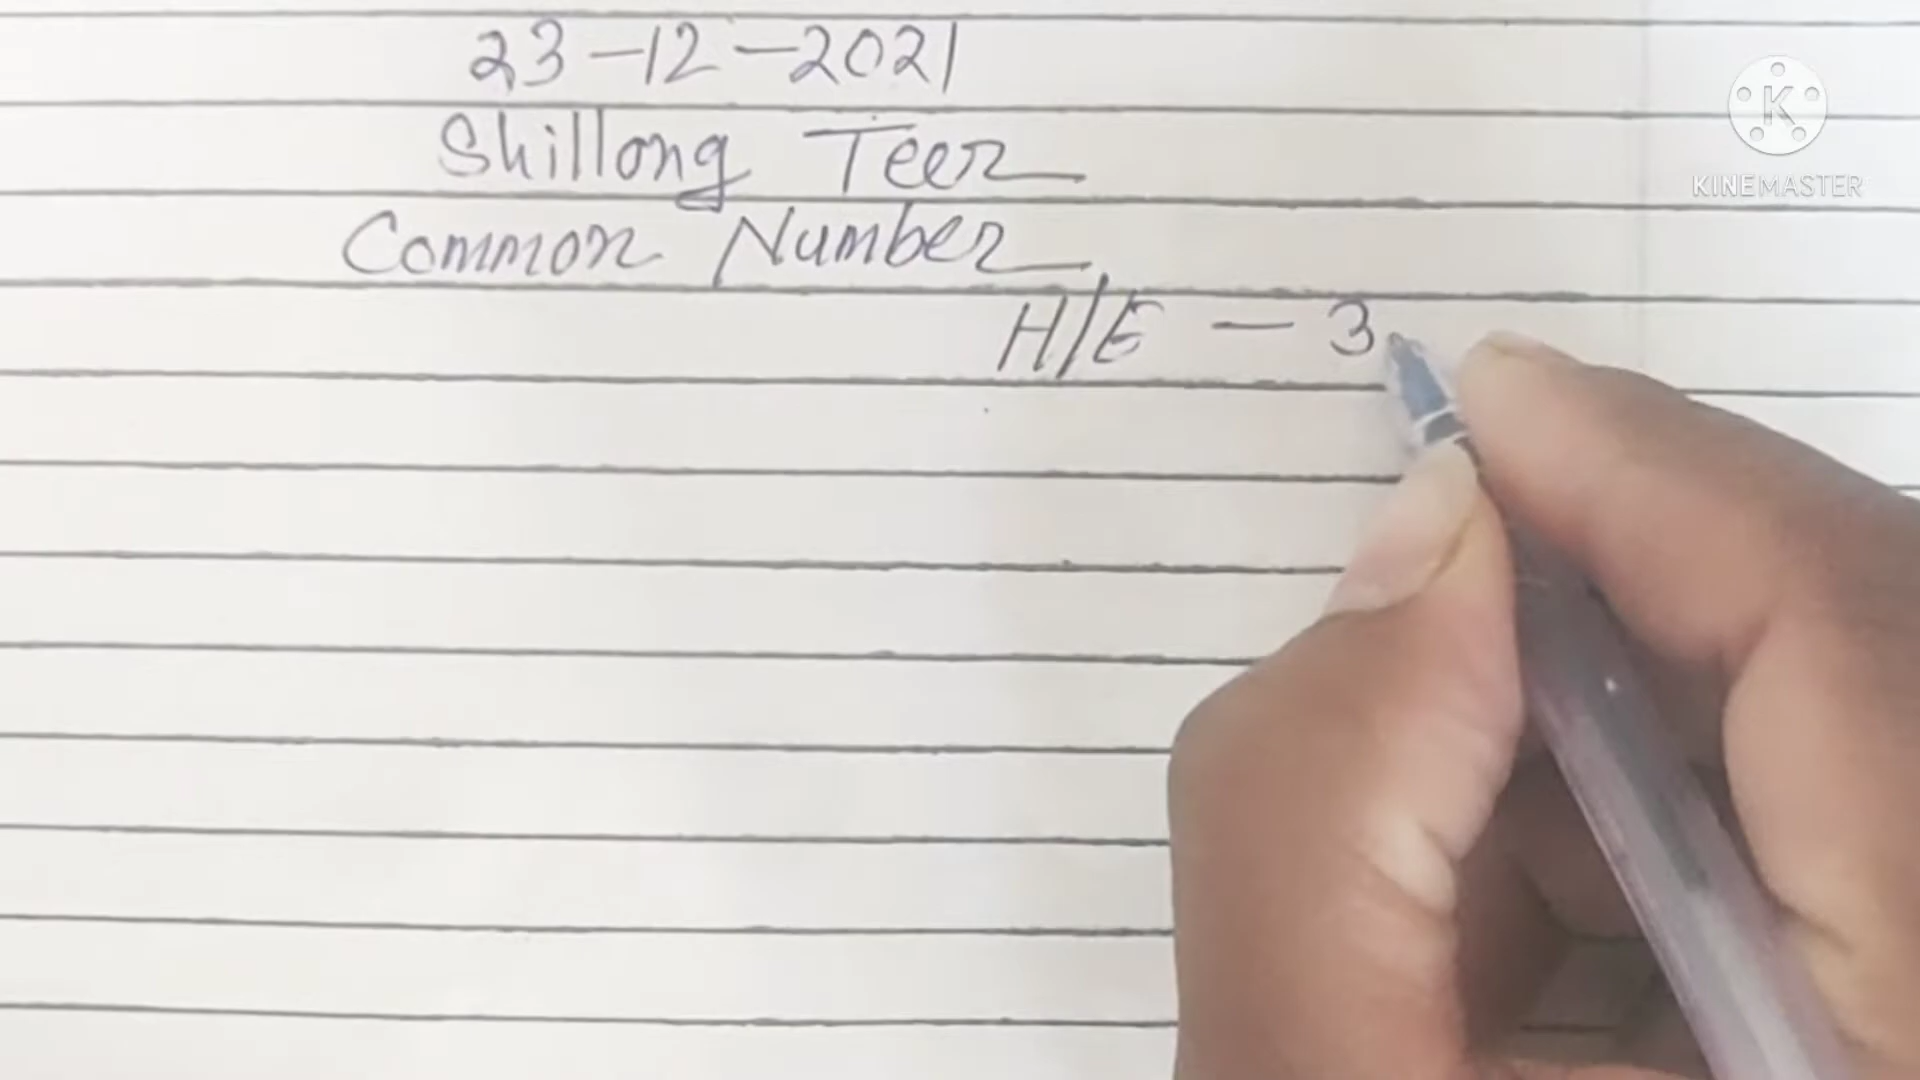 23-12-2021
Shillong Teer
Common Number
H/E - 3
KINEMASTER